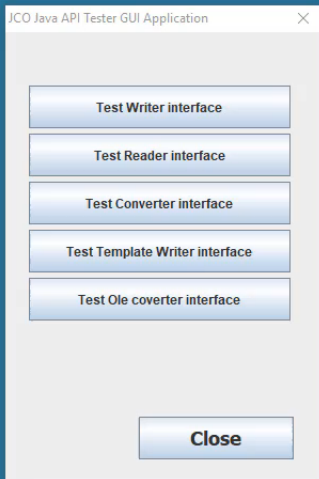 JCO Java API Tester GUI Application
Test Writer interface
Test Reader interface
Test Converter interface
Test Template Writer interface
Test Ole coverter interface
Close